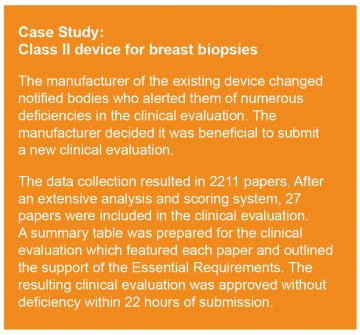 Case Study:
Class II device for breast biopsies
The manufacturer of the existing device changed
notified bodies who alerted them of numerous
deficiencies in the clinical evaluation. The
manufacturer decided it was beneficial to submit
a new clinical evaluation.
The data collection resulted in 2211 papers. After
an extensive analysis and scoring system, 27
papers were included in the clinical evaluation.
A summary table was prepared for the clinical
evaluation which featured each paper and outlined
the support of the Essential Requirements. The
resulting clinical evaluation was approved without
deficiency within 22 hours of submission.